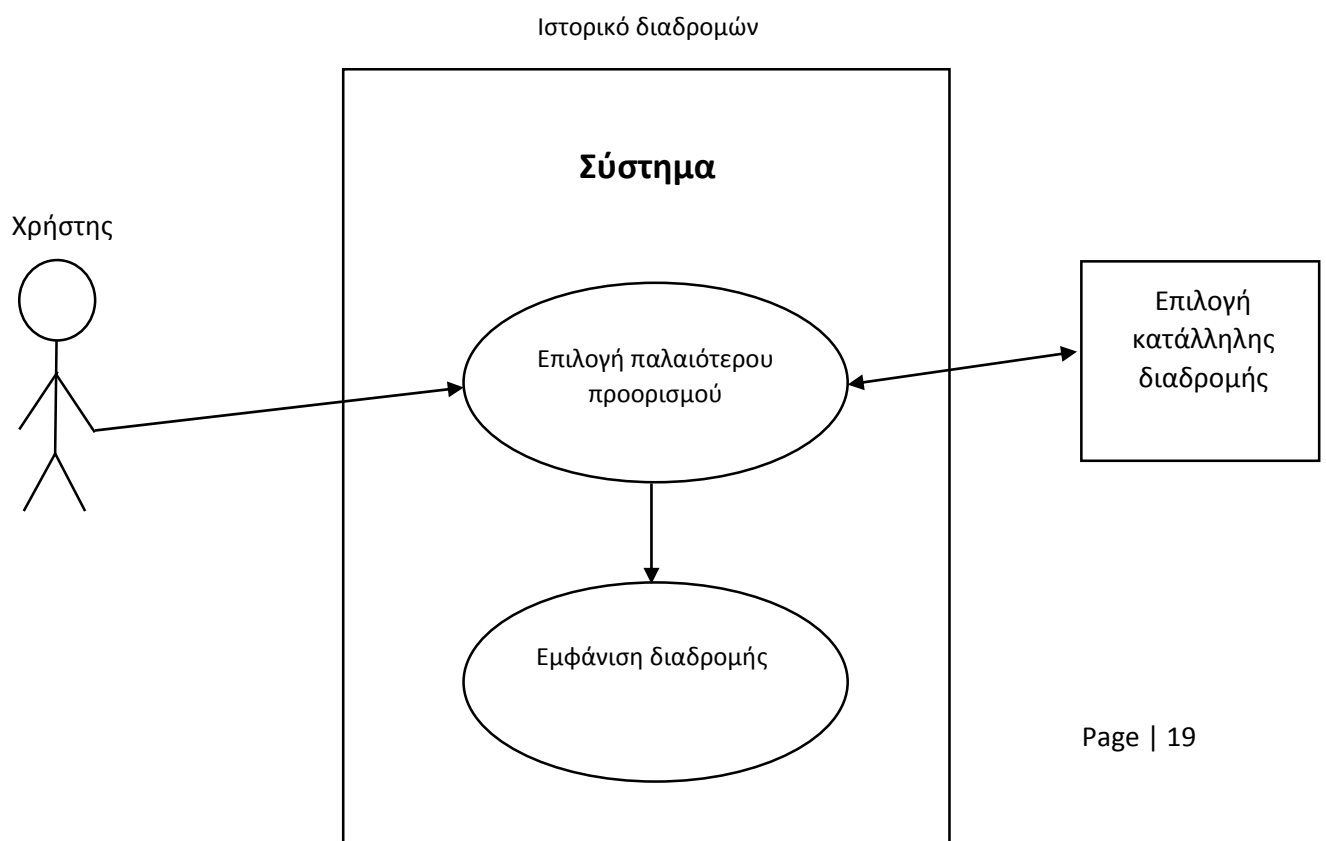 Ιστορικό διαδρομών
Σύστημα
Χρήστης
Επιλογή παλαιότερου
προορισμού
Επιλογή
κατάλληλης
διαδρομής
Εμφάνιση διαδρομής
Page | 19